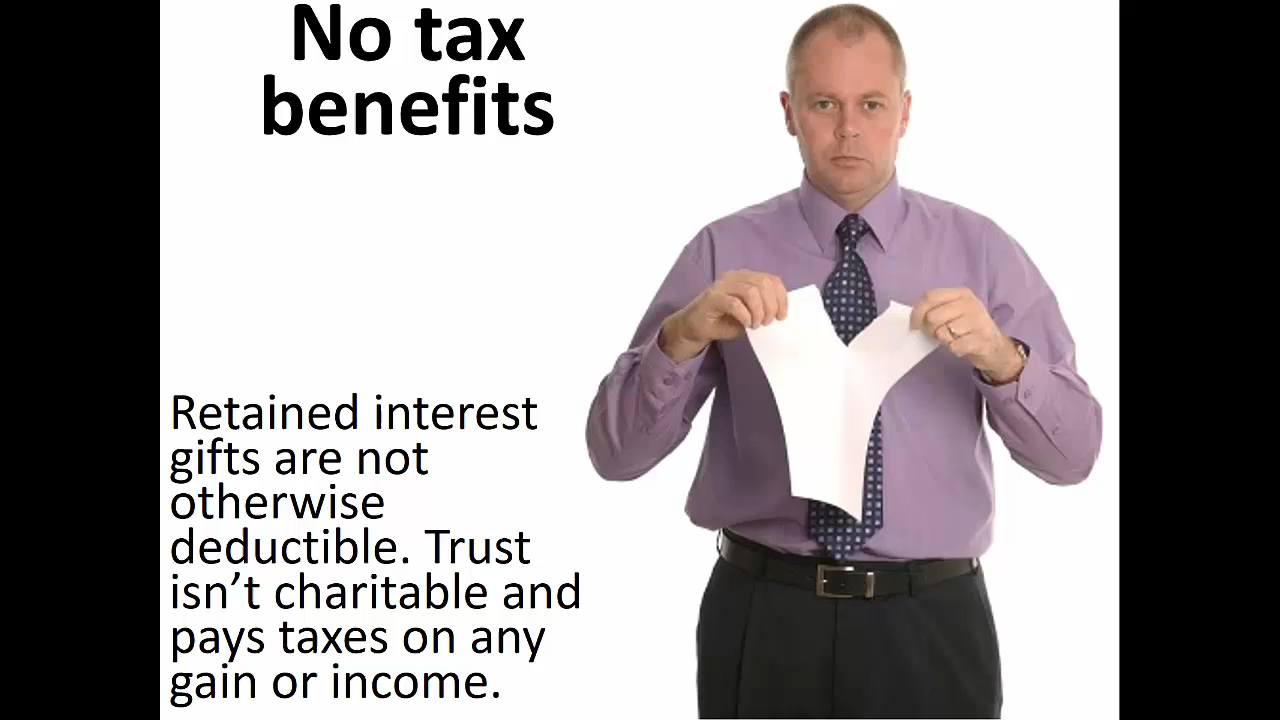 No tax
benefits
Retained interest
gifts are not
otherwise
deductible. Trust
isn’t charitable and
pays taxes on any
gain or income.